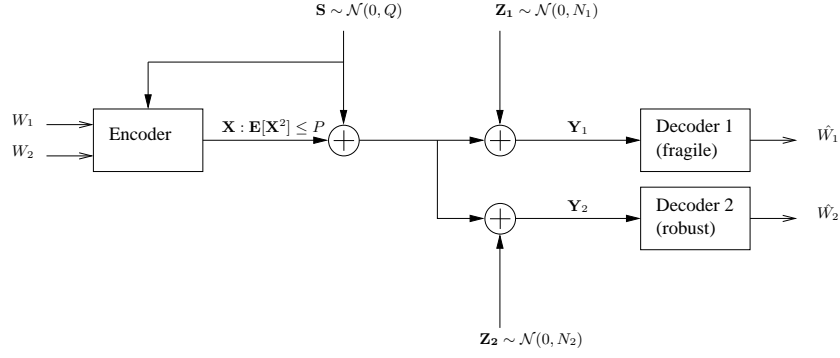 S ∼ 𝒩(0, Q)
Z₁ ∼ 𝒩(0, N₁)
W₁
W₂
Encoder
X : E[X²] ≤ P
Y₁
Decoder 1
(fragile)
Ŵ₁
Y₂
Decoder 2
(robust)
Ŵ₂
Z₂ ∼ 𝒩(0, N₂)